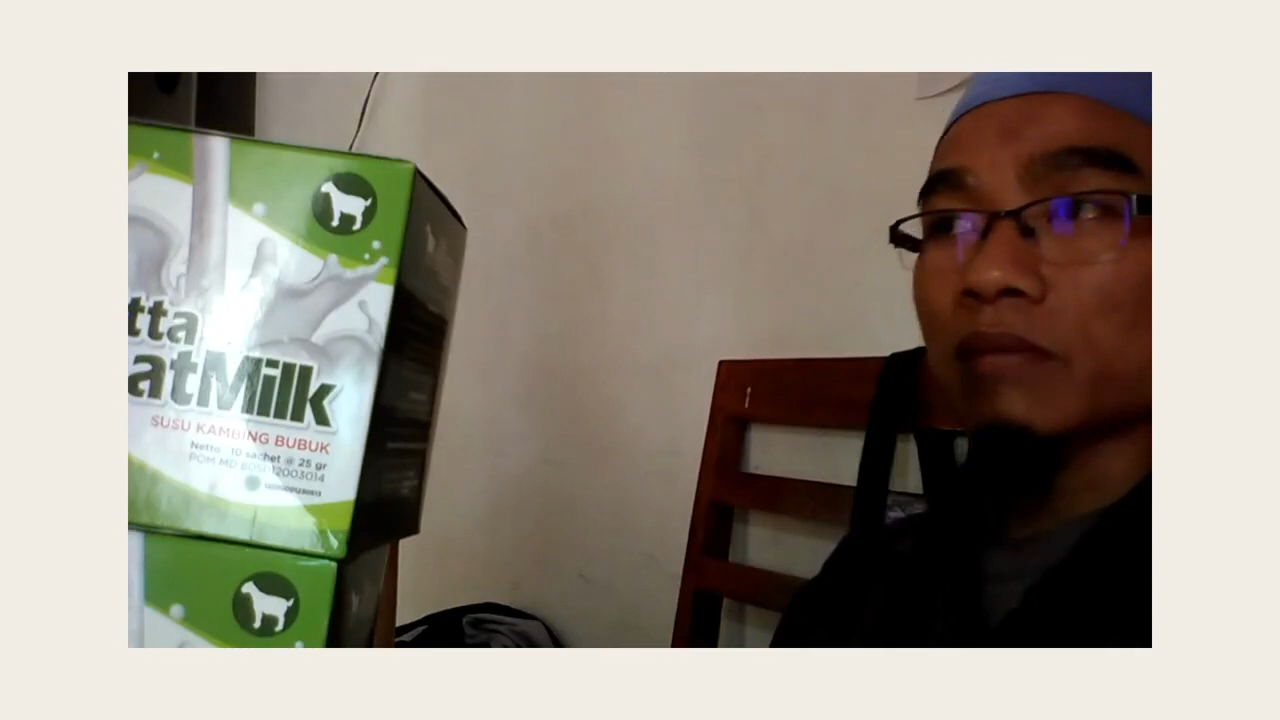 tta
atMilk
SUSU KAMBING BUBUK
Netto 10 sachet @ 25 gr
POM MD